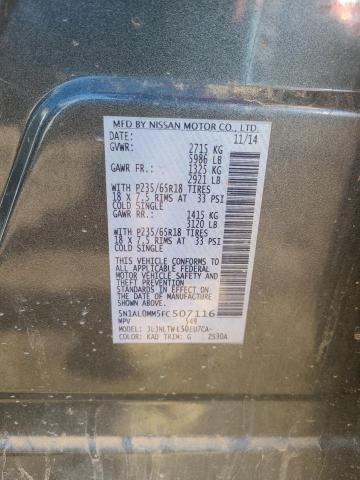 MFD BY NISSAN MOTOR CO., LTD.
DATE: 11/14
GVWR: 2715 KG
5986 LB
GAWR FR: 1325 KG
2921 LB
WITH P235/65R18 TIRES
18 X 7.5 RIMS AT 33 PSI
COLD SINGLE
GAWR RR: 1415 KG
3120 LB
WITH P235/65R18 TIRES
18 X 7.5 RIMS AT 33 PSI
COLD SINGLE
THIS VEHICLE CONFORMS TO ALL
APPLICABLE FEDERAL
MOTOR VEHICLE SAFETY
STANDARDS IN EFFECT ON
THE DATE OF MANUFACTURE
SHOWN ABOVE.
5N1AL0MM5FC507116
MPV
MODEL:
COLOR: KAD TRIM: G 2530A